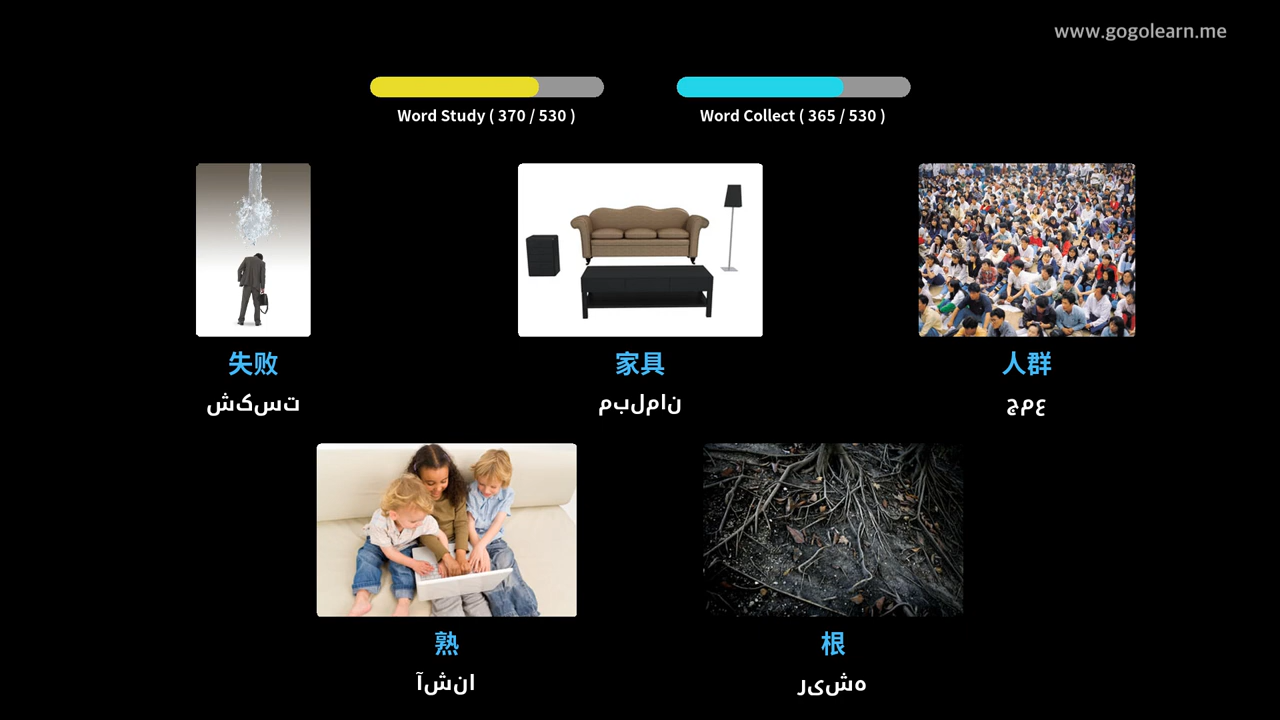 www.gogolearn.me
Word Study ( 370 / 530 )
Word Collect ( 365 / 530 )
失败
شکست
家具
مبلمان
人群
جمع
熟
آشنا
根
ریشه